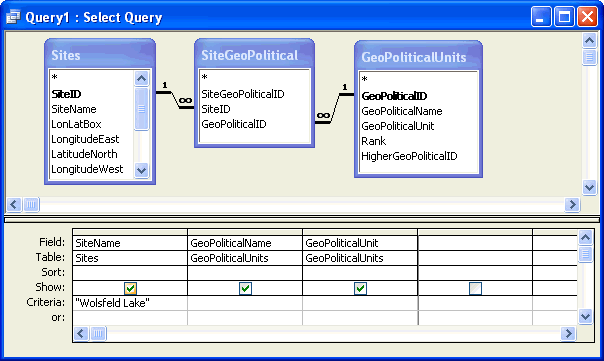 Query1 : Select Query
Sites
*
SiteID
SiteName
LonLatBox
LongitudeEast
LatitudeNorth
LongitudeWest
1
∞
SiteGeoPolitical
*
SiteGeoPoliticalID
SiteID
GeoPoliticalID
∞
1
GeoPoliticalUnits
*
GeoPoliticalID
GeoPoliticalName
GeoPoliticalUnit
Rank
HigherGeoPoliticalID
Field: SiteName GeoPoliticalName GeoPoliticalUnit
Table: Sites GeoPoliticalUnits GeoPoliticalUnits
Sort:
Show:
Criteria: "Wolsfeld Lake"
or: